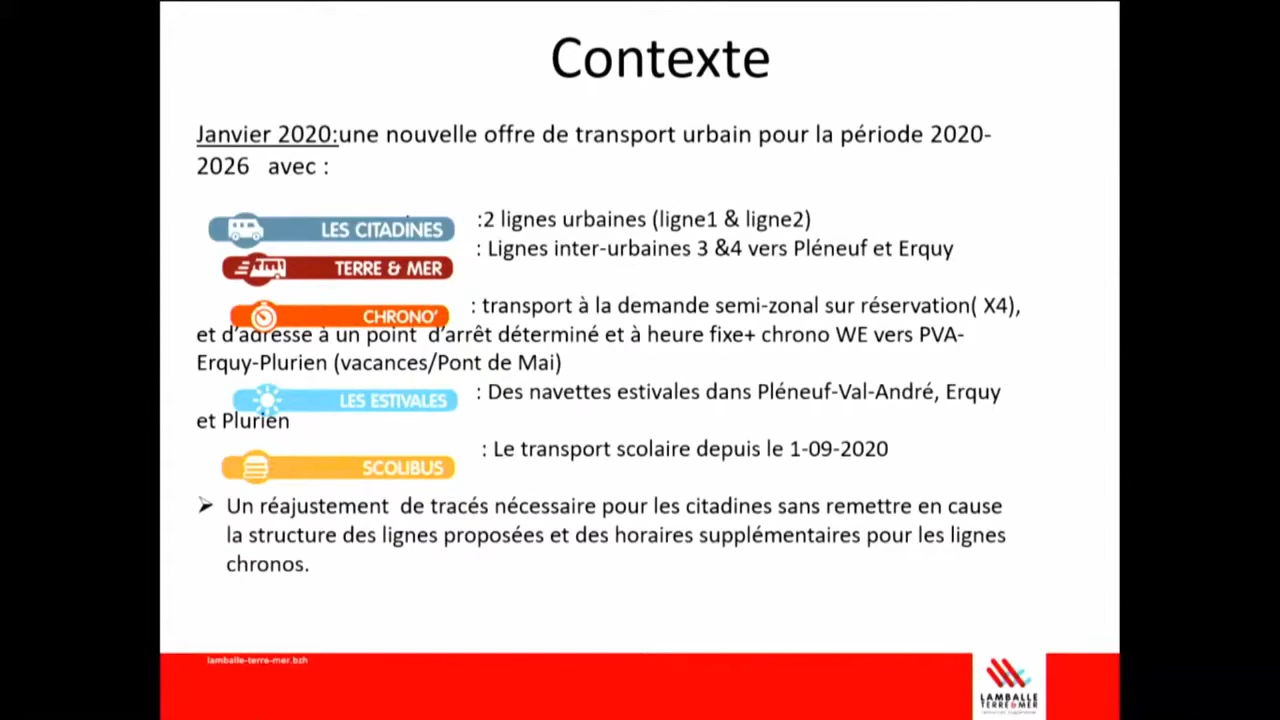 Contexte
Janvier 2020:une nouvelle offre de transport urbain pour la période 2020-
2026 avec :
LES CITADINES :2 lignes urbaines (ligne1 & ligne2)
TERRE & MER : Lignes inter-urbaines 3 &4 vers Pléneuf et Erquy
CHRONO' : transport à la demande semi-zonal sur réservation( X4),
et d'adresse à un point d'arrêt déterminé et à heure fixe+ chrono WE vers PVA-
Erquy-Plurien (vacances/Pont de Mai)
LES ESTIVALES : Des navettes estivales dans Pléneuf-Val-André, Erquy
et Plurien
SCOLIBUS : Le transport scolaire depuis le 1-09-2020
➢ Un réajustement de tracés nécessaire pour les citadines sans remettre en cause
la structure des lignes proposées et des horaires supplémentaires pour les lignes
chronos.
lamballe-terre-mer.bzh
LAMBALLE
TERRE & MER